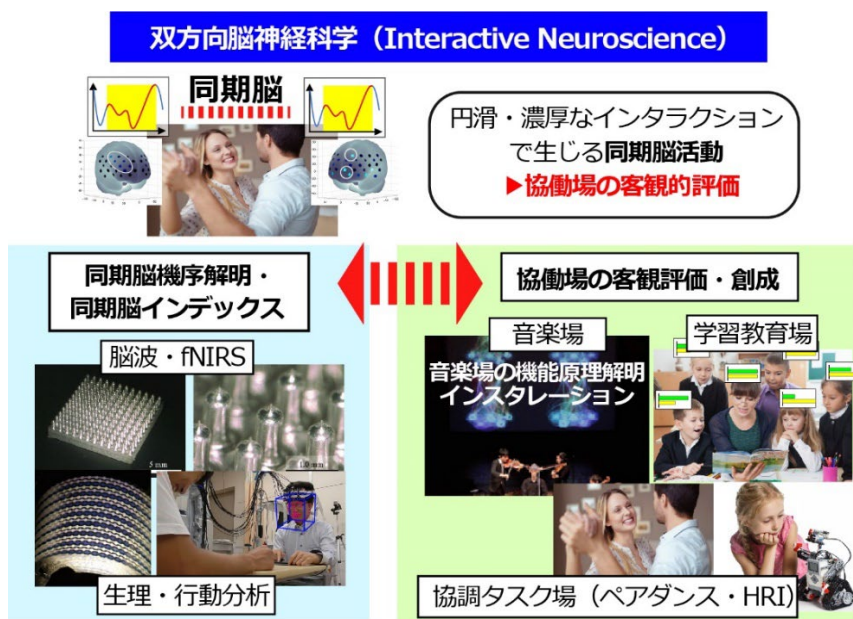 双方向脳神経科学（Interactive Neuroscience）
同期脳
円滑・濃厚なインタラクション
で生じる同期脳活動
▶協働場の客観的評価
同期脳機序解明・
同期脳インデックス
脳波・fNIRS
5 mm
1.0 mm
生理・行動分析
協働場の客観評価・創成
音楽場
音楽場の機能原理解明
インスタレーション
学習教育場
協調タスク場（ペアダンス・HRI）